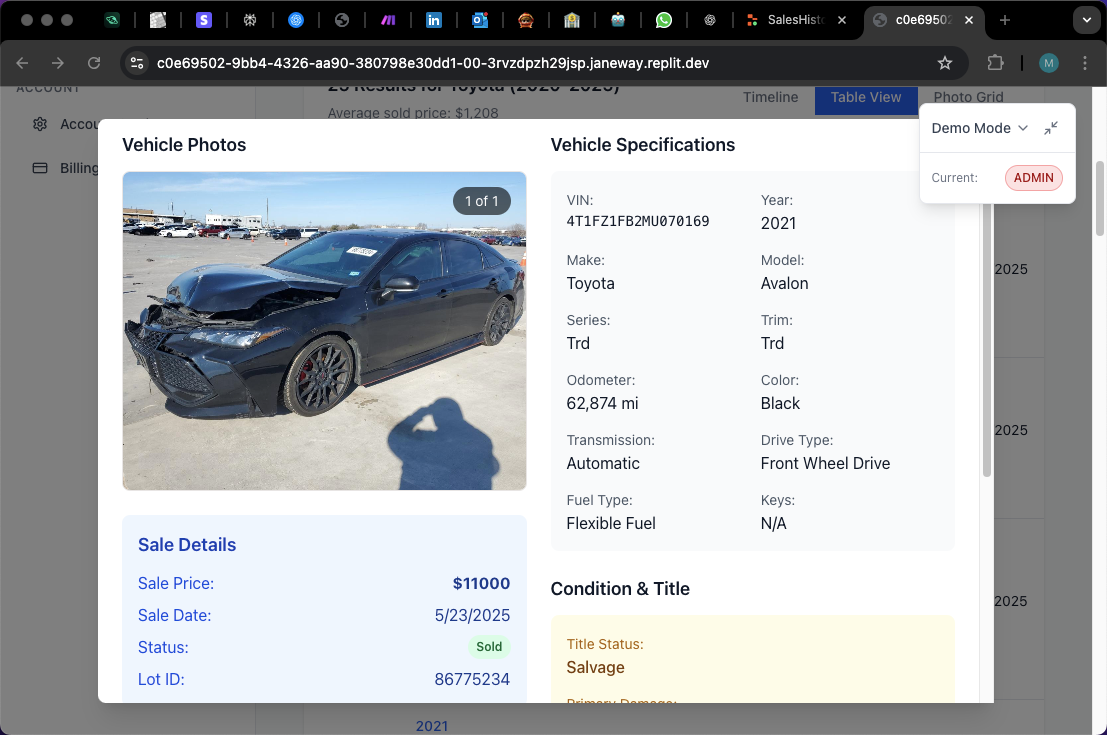 SalesHisto
c0e69502
c0e69502-9bb4-4326-aa90-380798e30dd1-00-3rvzdpzh29jsp.janeway.replit.dev
M
ACCOUNT
Accou
Billing
Average sold price: $1,208
Timeline
Table View
Photo Grid
Demo Mode
Current:
ADMIN
Vehicle Photos
1 of 1
Sale Details
Sale Price: $11000
Sale Date: 5/23/2025
Status: Sold
Lot ID: 86775234
Vehicle Specifications
VIN: Year:
4T1FZ1FB2MU070169 2021
Make: Model:
Toyota Avalon
Series: Trim:
Trd Trd
Odometer: Color:
62,874 mi Black
Transmission: Drive Type:
Automatic Front Wheel Drive
Fuel Type: Keys:
Flexible Fuel N/A
Condition & Title
Title Status:
Salvage
Primary Damage:
2025
2025
2025
2021